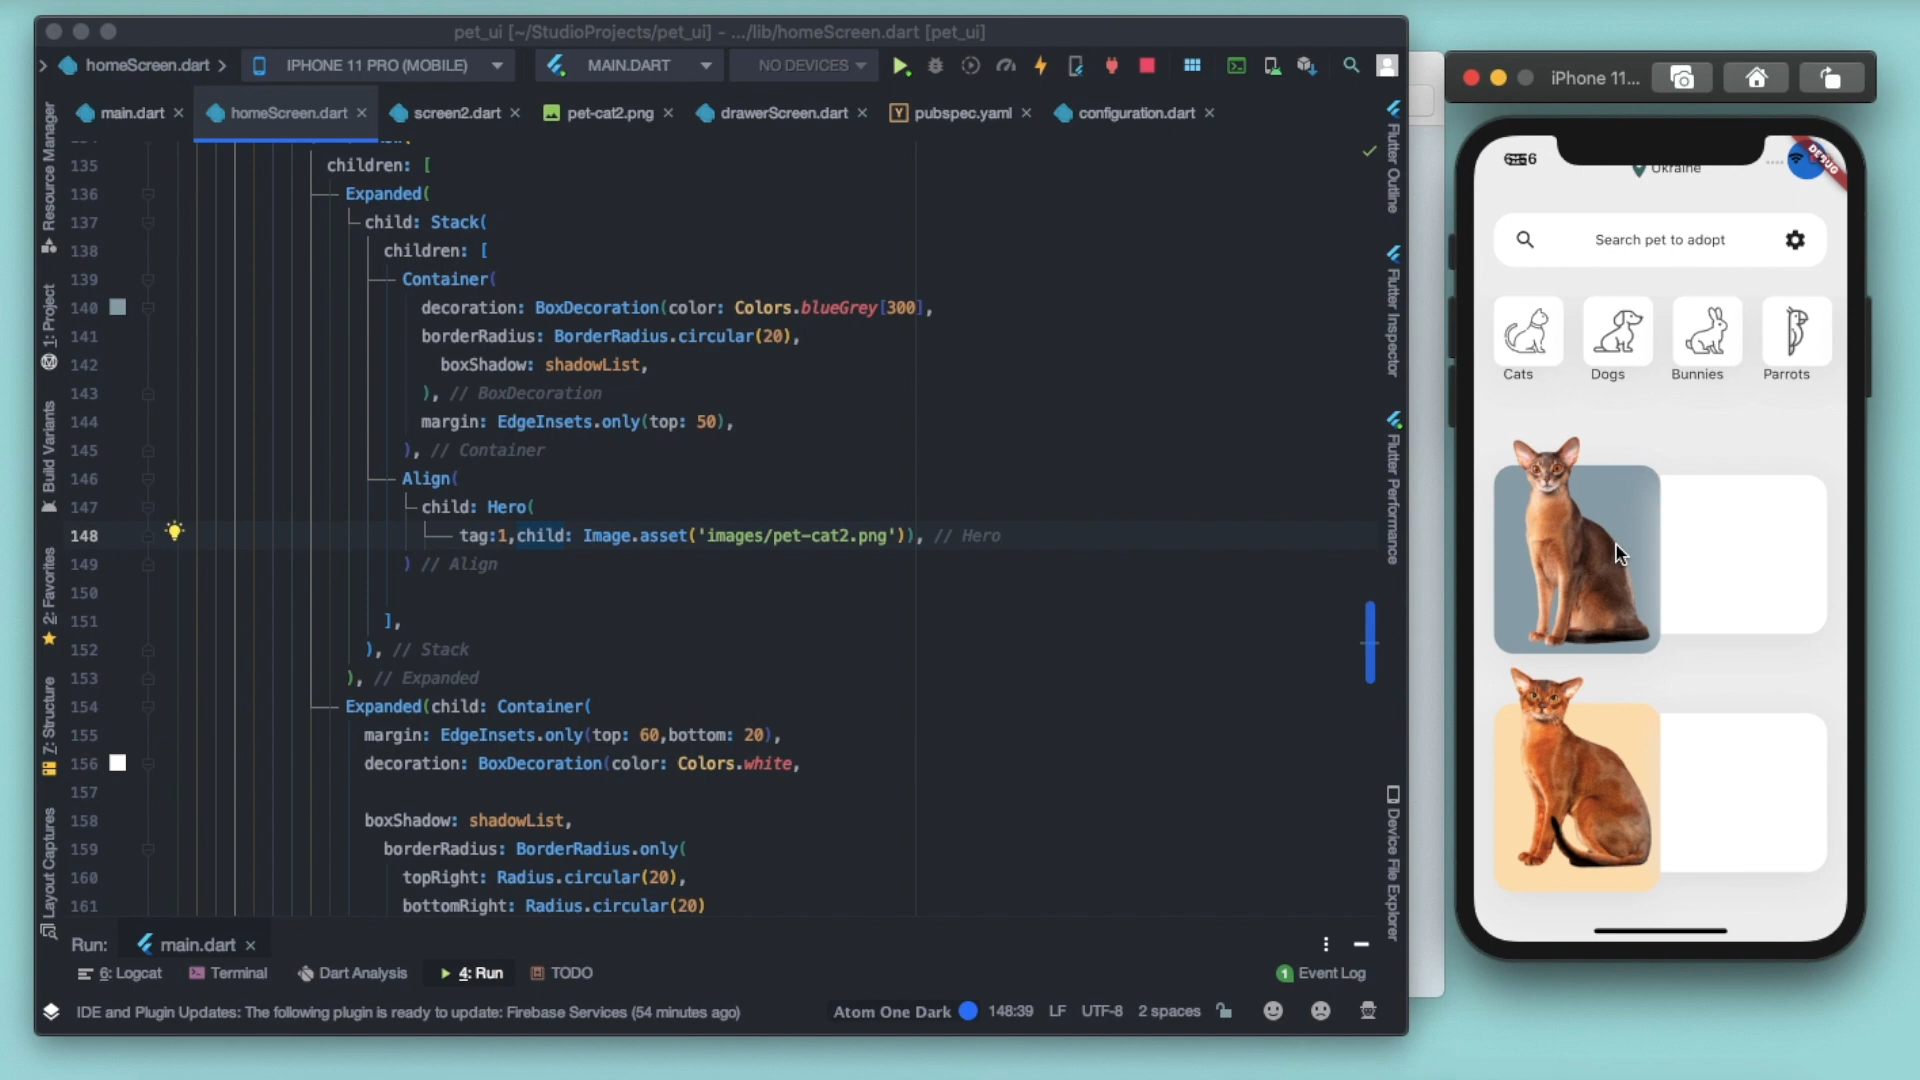 pet_ui [~/StudioProjects/pet_ui] - .../lib/homeScreen.dart [pet_ui]
homeScreen.dart
IPHONE 11 PRO (MOBILE)
MAIN.DART
NO DEVICES
main.dart
homeScreen.dart
screen2.dart
pet-cat2.png
drawerScreen.dart
pubspec.yaml
configuration.dart
135 children: [
136 Expanded(
137 child: Stack(
138 children: [
139 Container(
140 decoration: BoxDecoration(color: Colors.blueGrey[300],
141 borderRadius: BorderRadius.circular(20),
142 boxShadow: shadowList,
143 ), // BoxDecoration
144 margin: EdgeInsets.only(top: 50),
145 ), // Container
146 Align(
147 child: Hero(
148 tag:1,child: Image.asset('images/pet-cat2.png')), // Hero
149 ) // Align
150
151 ],
152 ), // Stack
153 ), // Expanded
154 Expanded(child: Container(
155 margin: EdgeInsets.only(top: 60,bottom: 20),
156 decoration: BoxDecoration(color: Colors.white,
157
158 boxShadow: shadowList,
159 borderRadius: BorderRadius.only(
160 topRight: Radius.circular(20),
161 bottomRight: Radius.circular(20)
Resource Manager
1: Project
Build Variants
2: Favorites
7: Structure
Layout Captures
Flutter Outline
Flutter Inspector
Flutter Performance
Device File Explorer
Run:
main.dart
6: Logcat
Terminal
Dart Analysis
4: Run
TODO
1 Event Log
IDE and Plugin Updates: The following plugin is ready to update: Firebase Services (54 minutes ago)
Atom One Dark
148:39
LF
UTF-8
2 spaces
iPhone 11...
DEBUG
Ukraine
Search pet to adopt
Cats
Dogs
Bunnies
Parrots